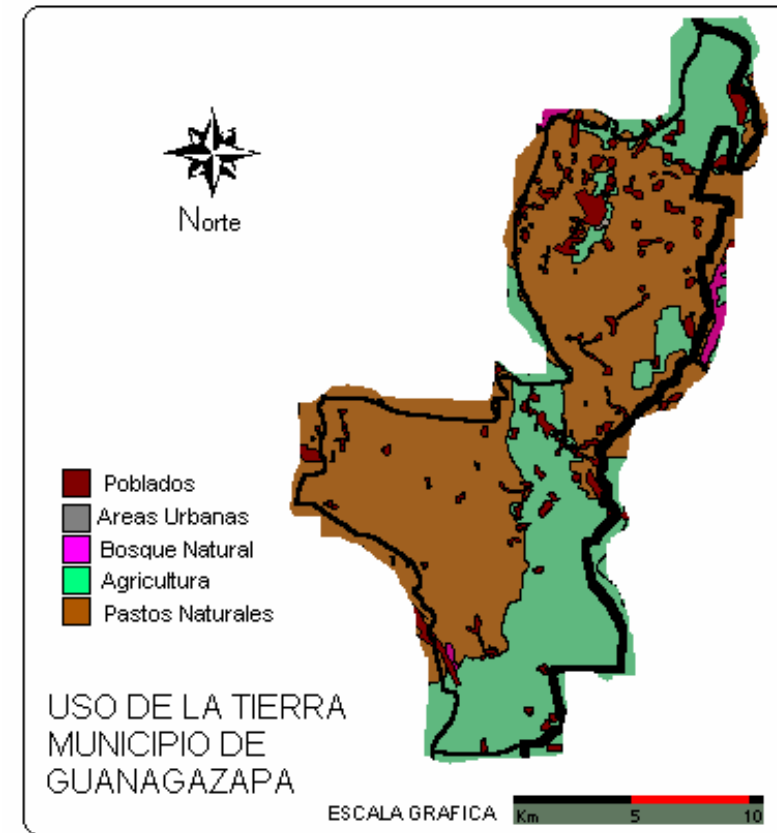 Norte
Poblados
Areas Urbanas
Bosque Natural
Agricultura
Pastos Naturales
USO DE LA TIERRA
MUNICIPIO DE
GUANAGAZAPA
ESCALA GRAFICA
Km 5 10